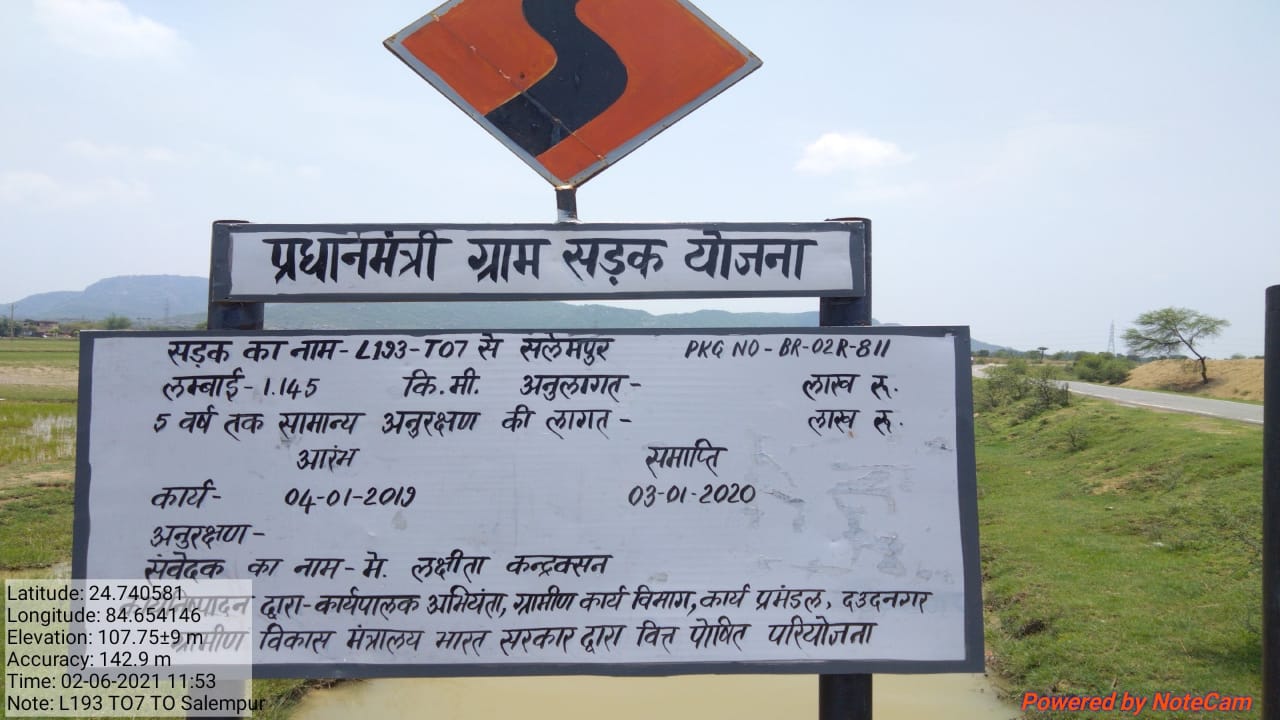 प्रधानमंत्री ग्राम सड़क योजना
सड़क का नाम- L193-T07 से सलेमपुर PKG NO - BR-02R-811
लम्बाई- 1.145 कि.मी. अनुलागत- लाख रू.
5 वर्ष तक सामान्य अनुरक्षण की लागत - लाख रू.
आरंभ समाप्ति
कार्य- 04-01-2019 03-01-2020
अनुरक्षण-
संवेदक का नाम- मे. लक्षीता कन्द्रक्सन
द्वारा-कार्यपालक अभियंता, ग्रामीण कार्य विभाग, कार्य प्रमंडल, दउदनगर
ग्रामीण विकास मंत्रालय भारत सरकार द्वारा वित्त पोषित परियोजना
Latitude: 24.740581
Longitude: 84.654146
Elevation: 107.75±9 m
Accuracy: 142.9 m
Time: 02-06-2021 11:53
Note: L193 TO7 TO Salempur
Powered by NoteCam